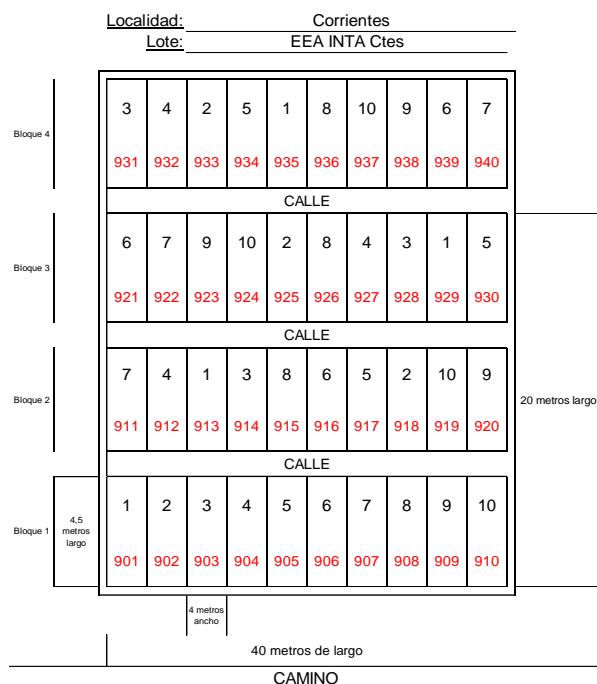 Localidad: Corrientes
Lote: EEA INTA Ctes
3 4 2 5 1 8 10 9 6 7
Bloque 4
931 932 933 934 935 936 937 938 939 940
CALLE
6 7 9 10 2 8 4 3 1 5
Bloque 3
921 922 923 924 925 926 927 928 929 930
CALLE
7 4 1 3 8 6 5 2 10 9
Bloque 2
20 metros largo
911 912 913 914 915 916 917 918 919 920
CALLE
1 2 3 4 5 6 7 8 9 10
Bloque 1
4,5
metros
largo
901 902 903 904 905 906 907 908 909 910
4 metros
ancho
40 metros de largo
CAMINO